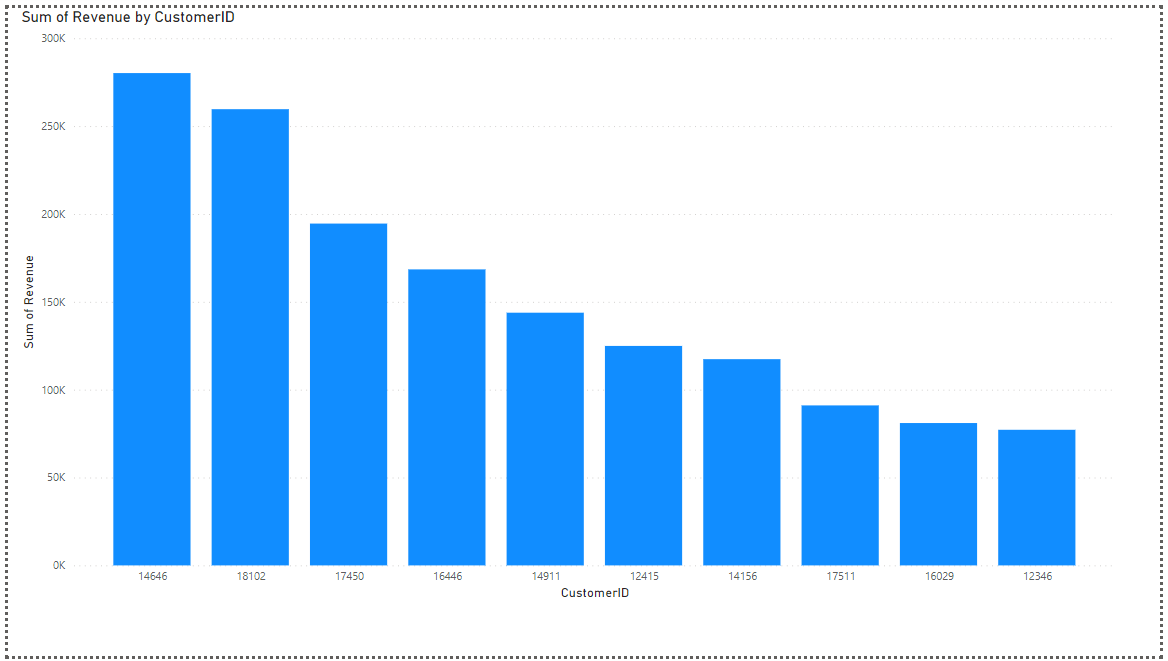 Sum of Revenue by CustomerID
300K
250K
200K
150K
100K
50K
0K
Sum of Revenue
14646 18102 17450 16446 14911 12415 14156 17511 16029 12346
CustomerID